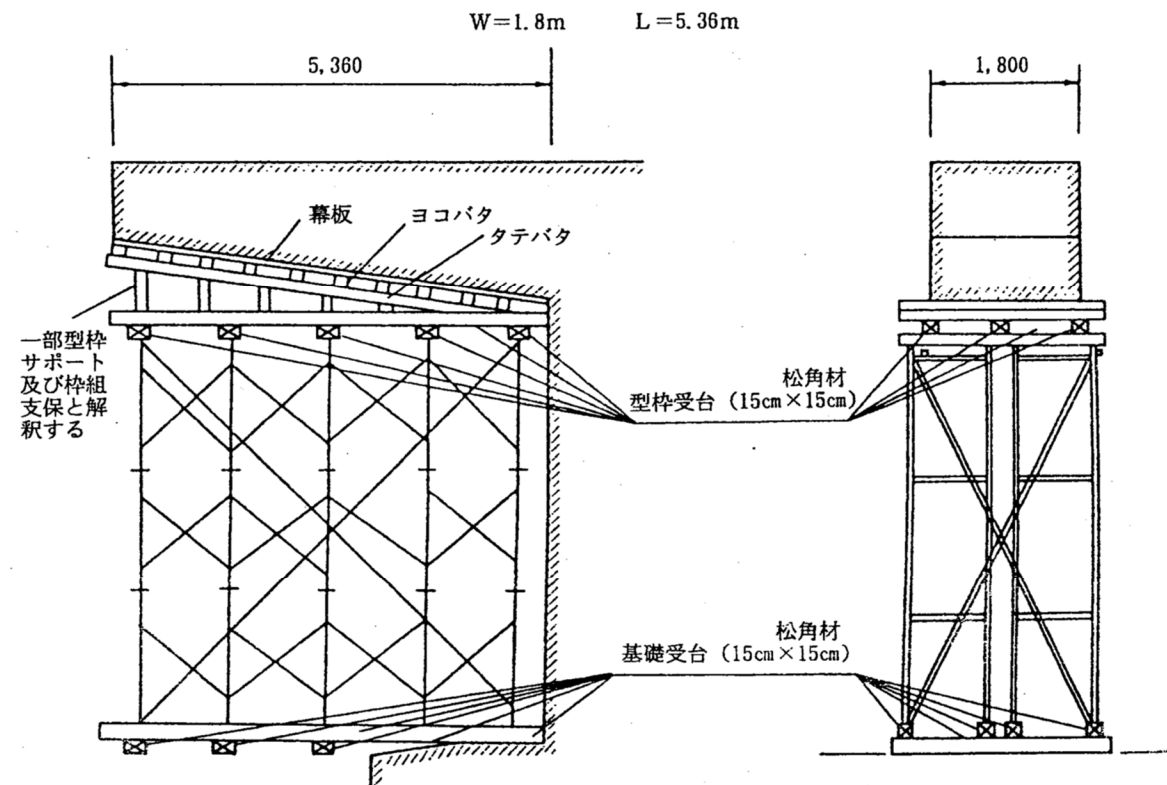 W=1.8m L=5.36m
5,360
1,800
幕板
ヨコバタ
タテバタ
一部型枠
サポート
及び枠組
支保と解
釈する
松角材
型枠受台（15cm×15cm）
松角材
基礎受台（15cm×15cm）